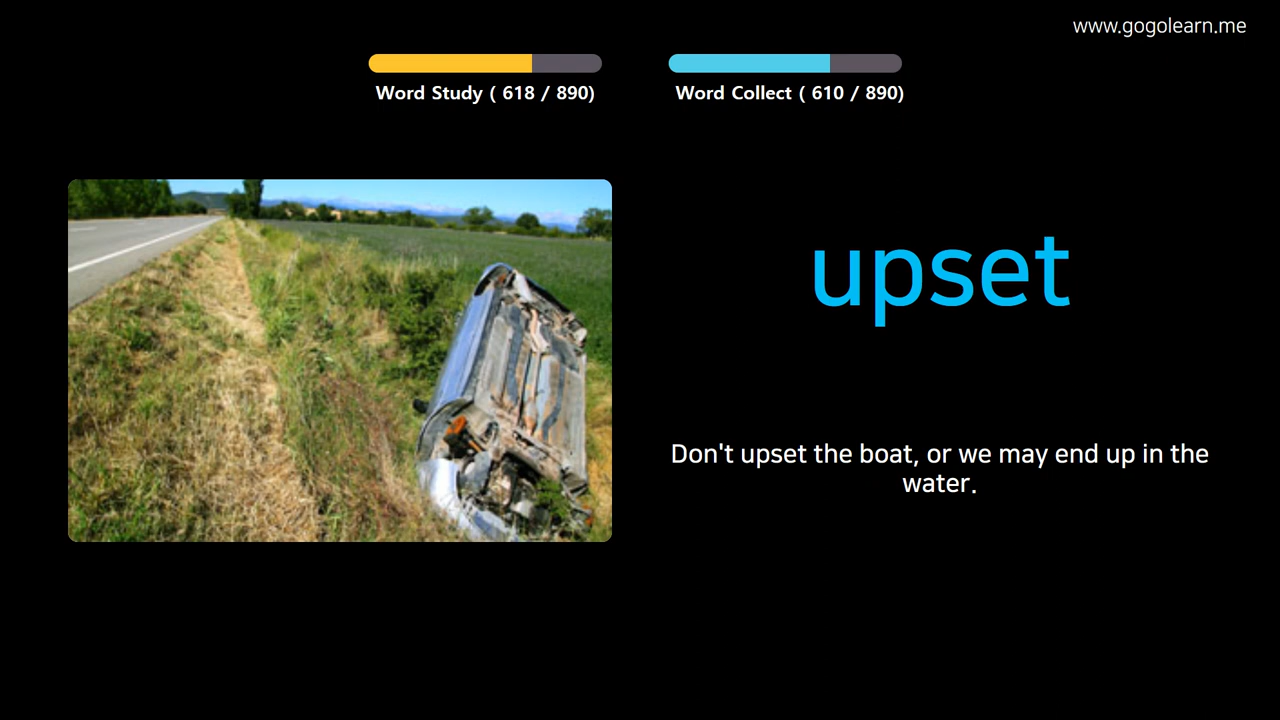 www.gogolearn.me
Word Study ( 618 / 890)
Word Collect ( 610 / 890)
upset
Don't upset the boat, or we may end up in the
water.